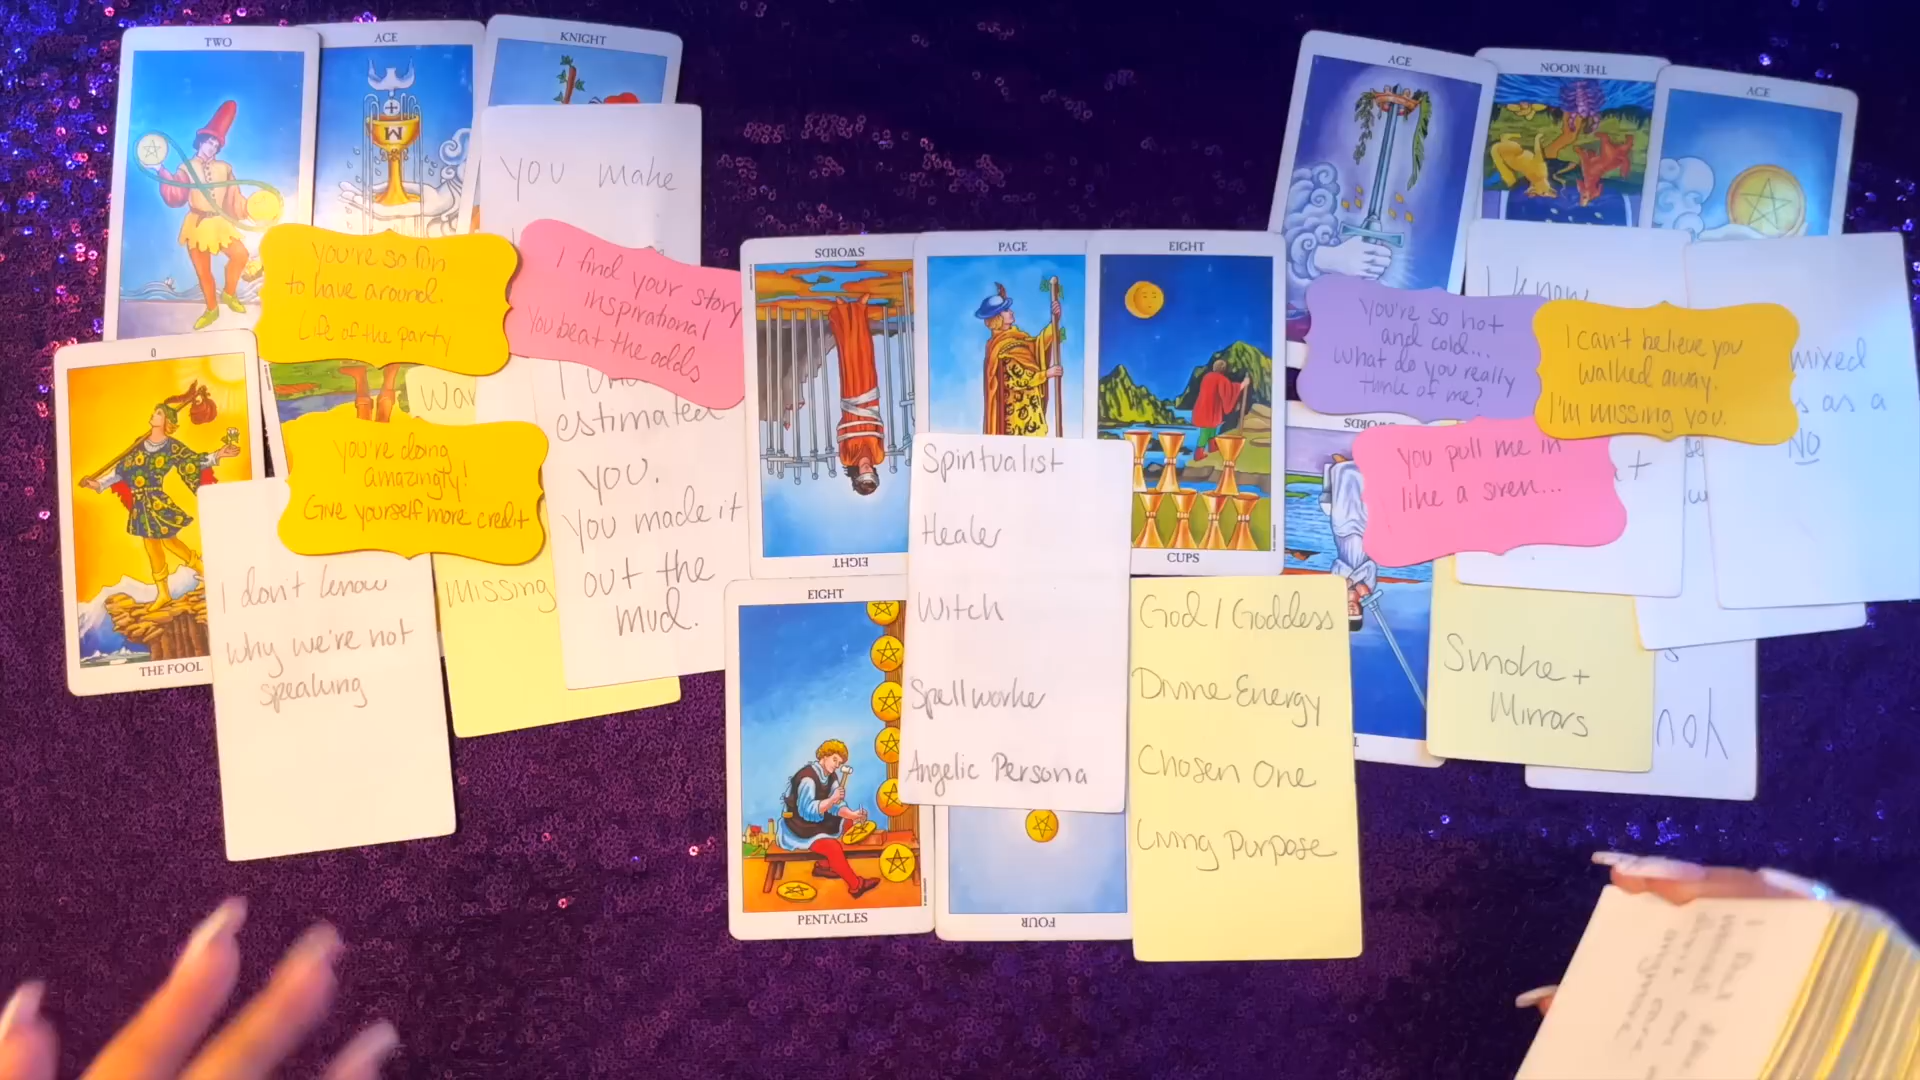 TWO
ACE
KNIGHT
You make
You're so fun
to have around.
Life of the party
I find your story
inspirational
You beat the odds
0
THE FOOL
You're doing
amazingly!
Give yourself more credit
estimated
you.
You made it
out the
mud.
I don't know
why we're not
speaking
Missing
SWORDS
EIGHT
PAGE
EIGHT
CUPS
EIGHT
PENTACLES
FOUR
Spiritualist
Healer
Witch
Spellworker
Angelic Persona
God / Goddess
Divine Energy
Chosen One
Living Purpose
ACE
THE MOON
ACE
I know
You're so hot
and cold...
what do you really
think of me?
I can't believe you
walked away.
I'm missing you.
mixed
as a
NO
You pull me in
like a siren...
SWORDS
Smoke +
Mirrors
you